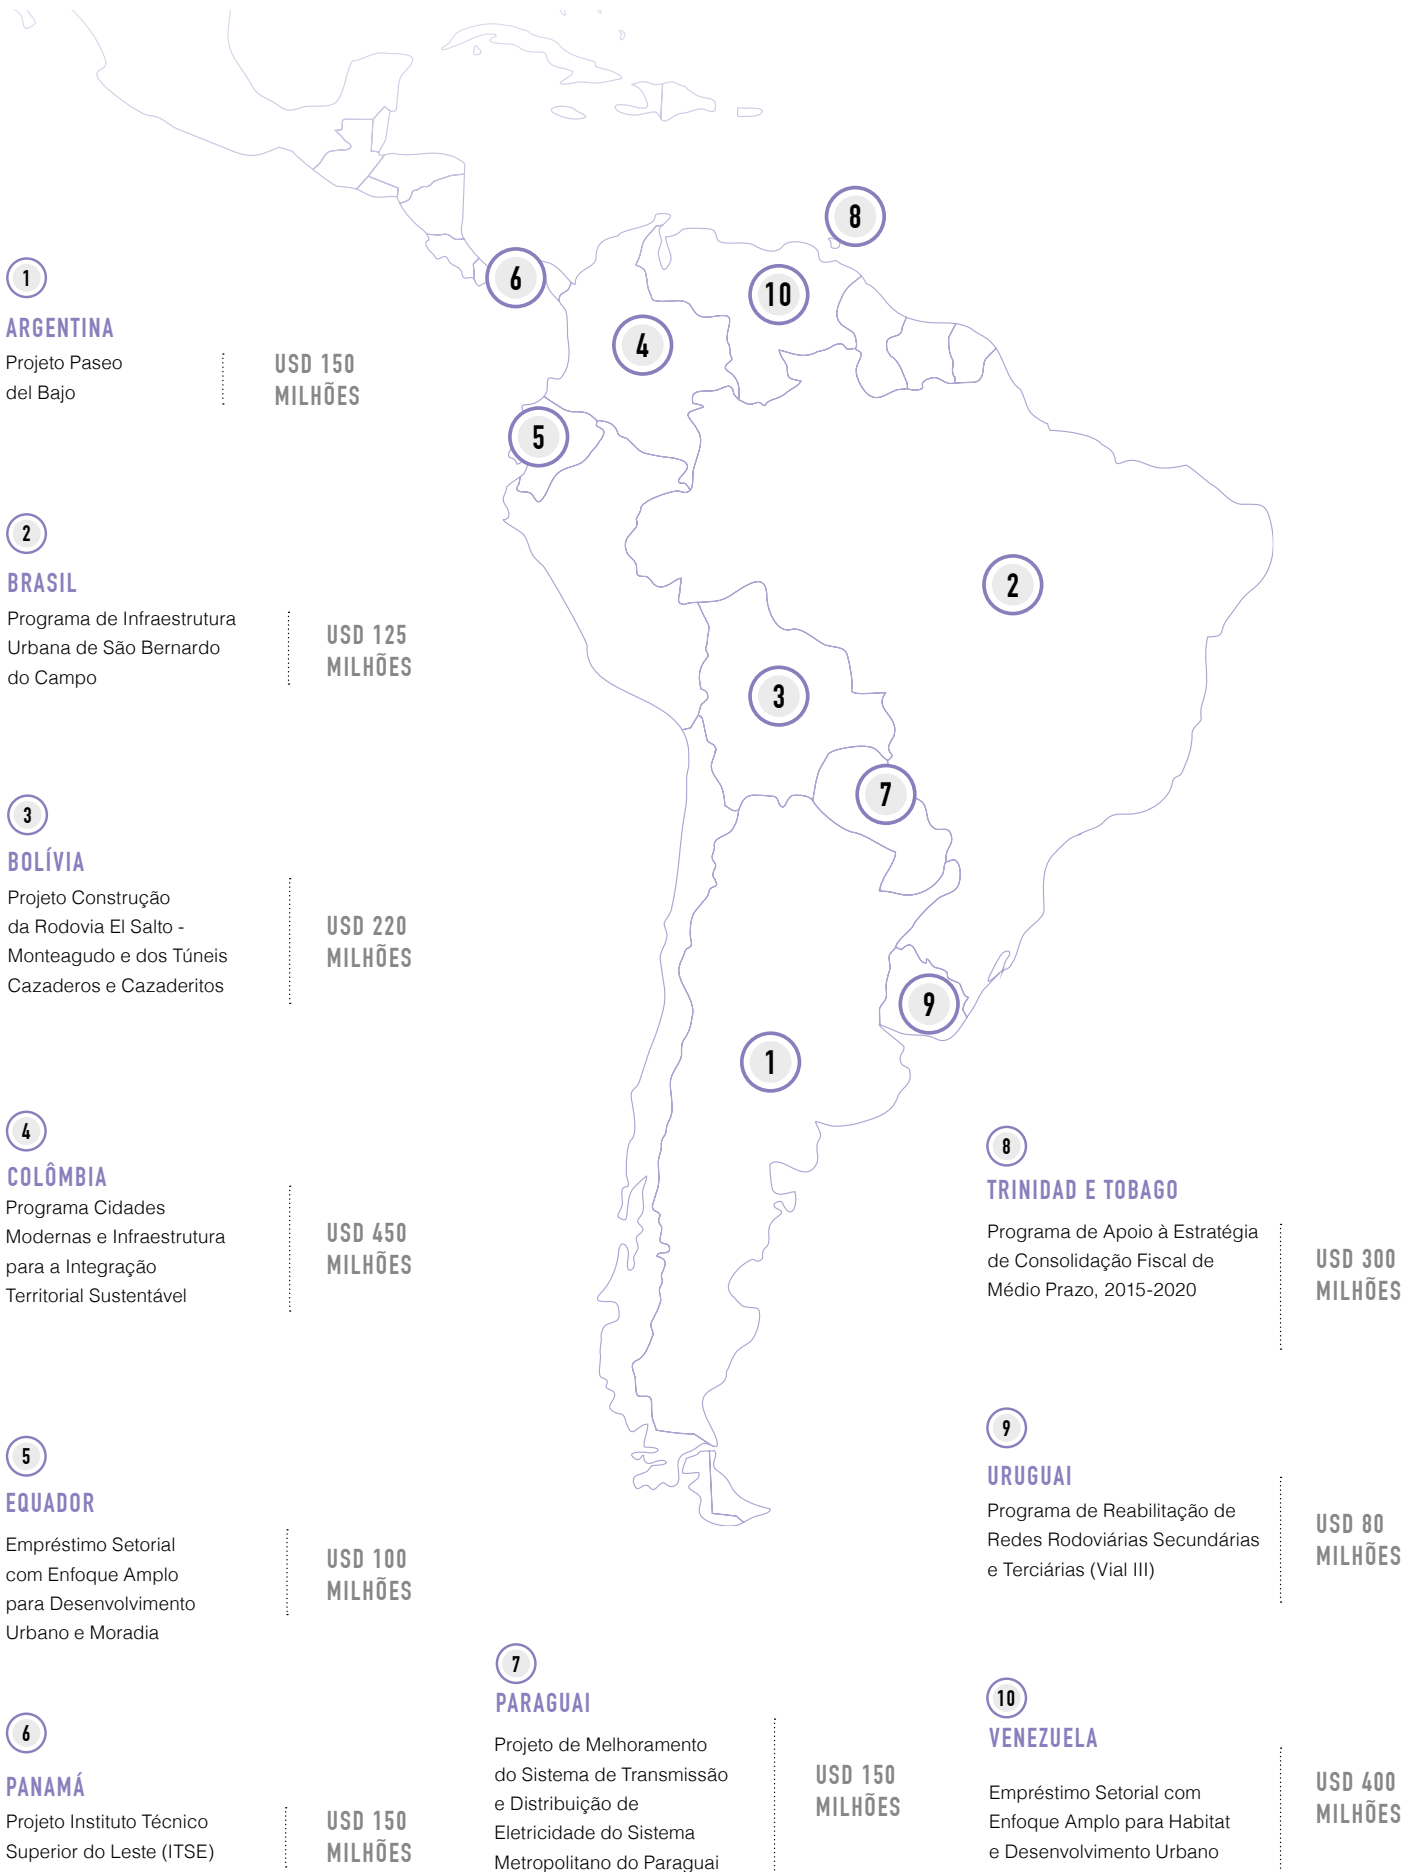 8
6
10
4
5
2
3
7
9
1
1
ARGENTINA
Projeto Paseo
del Bajo
USD 150
MILHÕES
2
BRASIL
Programa de Infraestrutura
Urbana de São Bernardo
do Campo
USD 125
MILHÕES
3
BOLÍVIA
Projeto Construção
da Rodovia El Salto -
Monteagudo e dos Túneis
Cazaderos e Cazaderitos
USD 220
MILHÕES
4
COLÔMBIA
Programa Cidades
Modernas e Infraestrutura
para a Integração
Territorial Sustentável
USD 450
MILHÕES
5
EQUADOR
Empréstimo Setorial
com Enfoque Amplo
para Desenvolvimento
Urbano e Moradia
USD 100
MILHÕES
6
PANAMÁ
Projeto Instituto Técnico
Superior do Leste (ITSE)
USD 150
MILHÕES
7
PARAGUAI
Projeto de Melhoramento
do Sistema de Transmissão
e Distribuição de
Eletricidade do Sistema
Metropolitano do Paraguai
USD 150
MILHÕES
8
TRINIDAD E TOBAGO
Programa de Apoio à Estratégia
de Consolidação Fiscal de
Médio Prazo, 2015-2020
USD 300
MILHÕES
9
URUGUAI
Programa de Reabilitação de
Redes Rodoviárias Secundárias
e Terciárias (Vial III)
USD 80
MILHÕES
10
VENEZUELA
Empréstimo Setorial com
Enfoque Amplo para Habitat
e Desenvolvimento Urbano
USD 400
MILHÕES